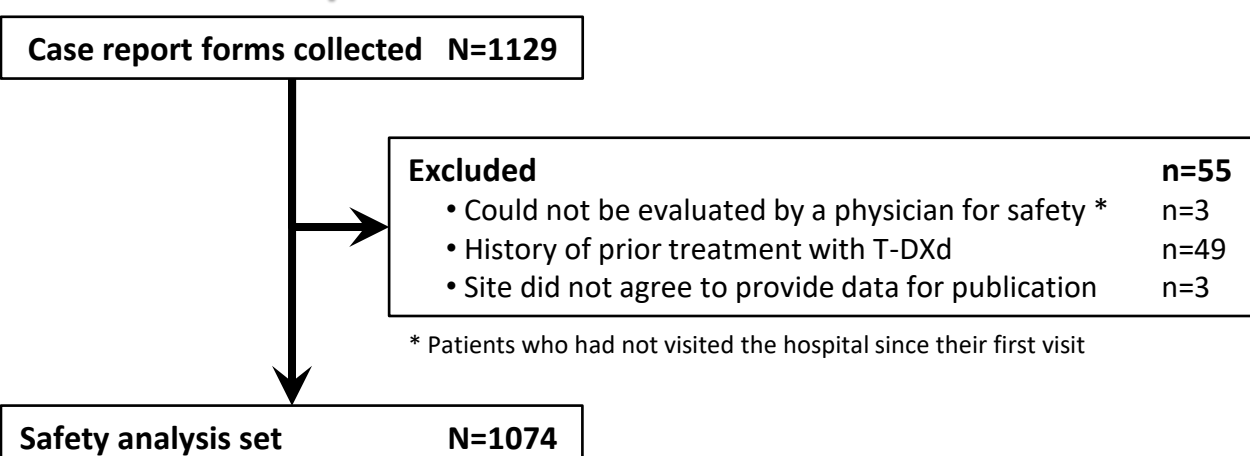 Case report forms collected N=1129
Excluded n=55
• Could not be evaluated by a physician for safety * n=3
• History of prior treatment with T-DXd n=49
• Site did not agree to provide data for publication n=3
* Patients who had not visited the hospital since their first visit
Safety analysis set N=1074